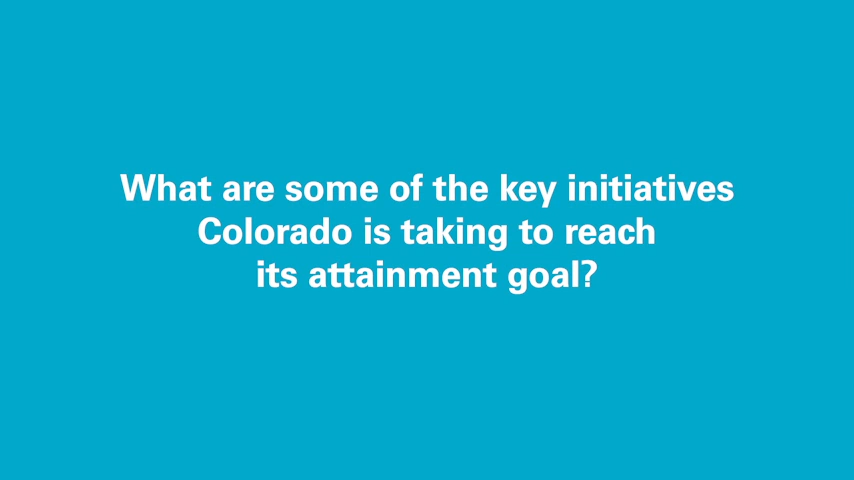 What are some of the key initiatives
Colorado is taking to reach
its attainment goal?